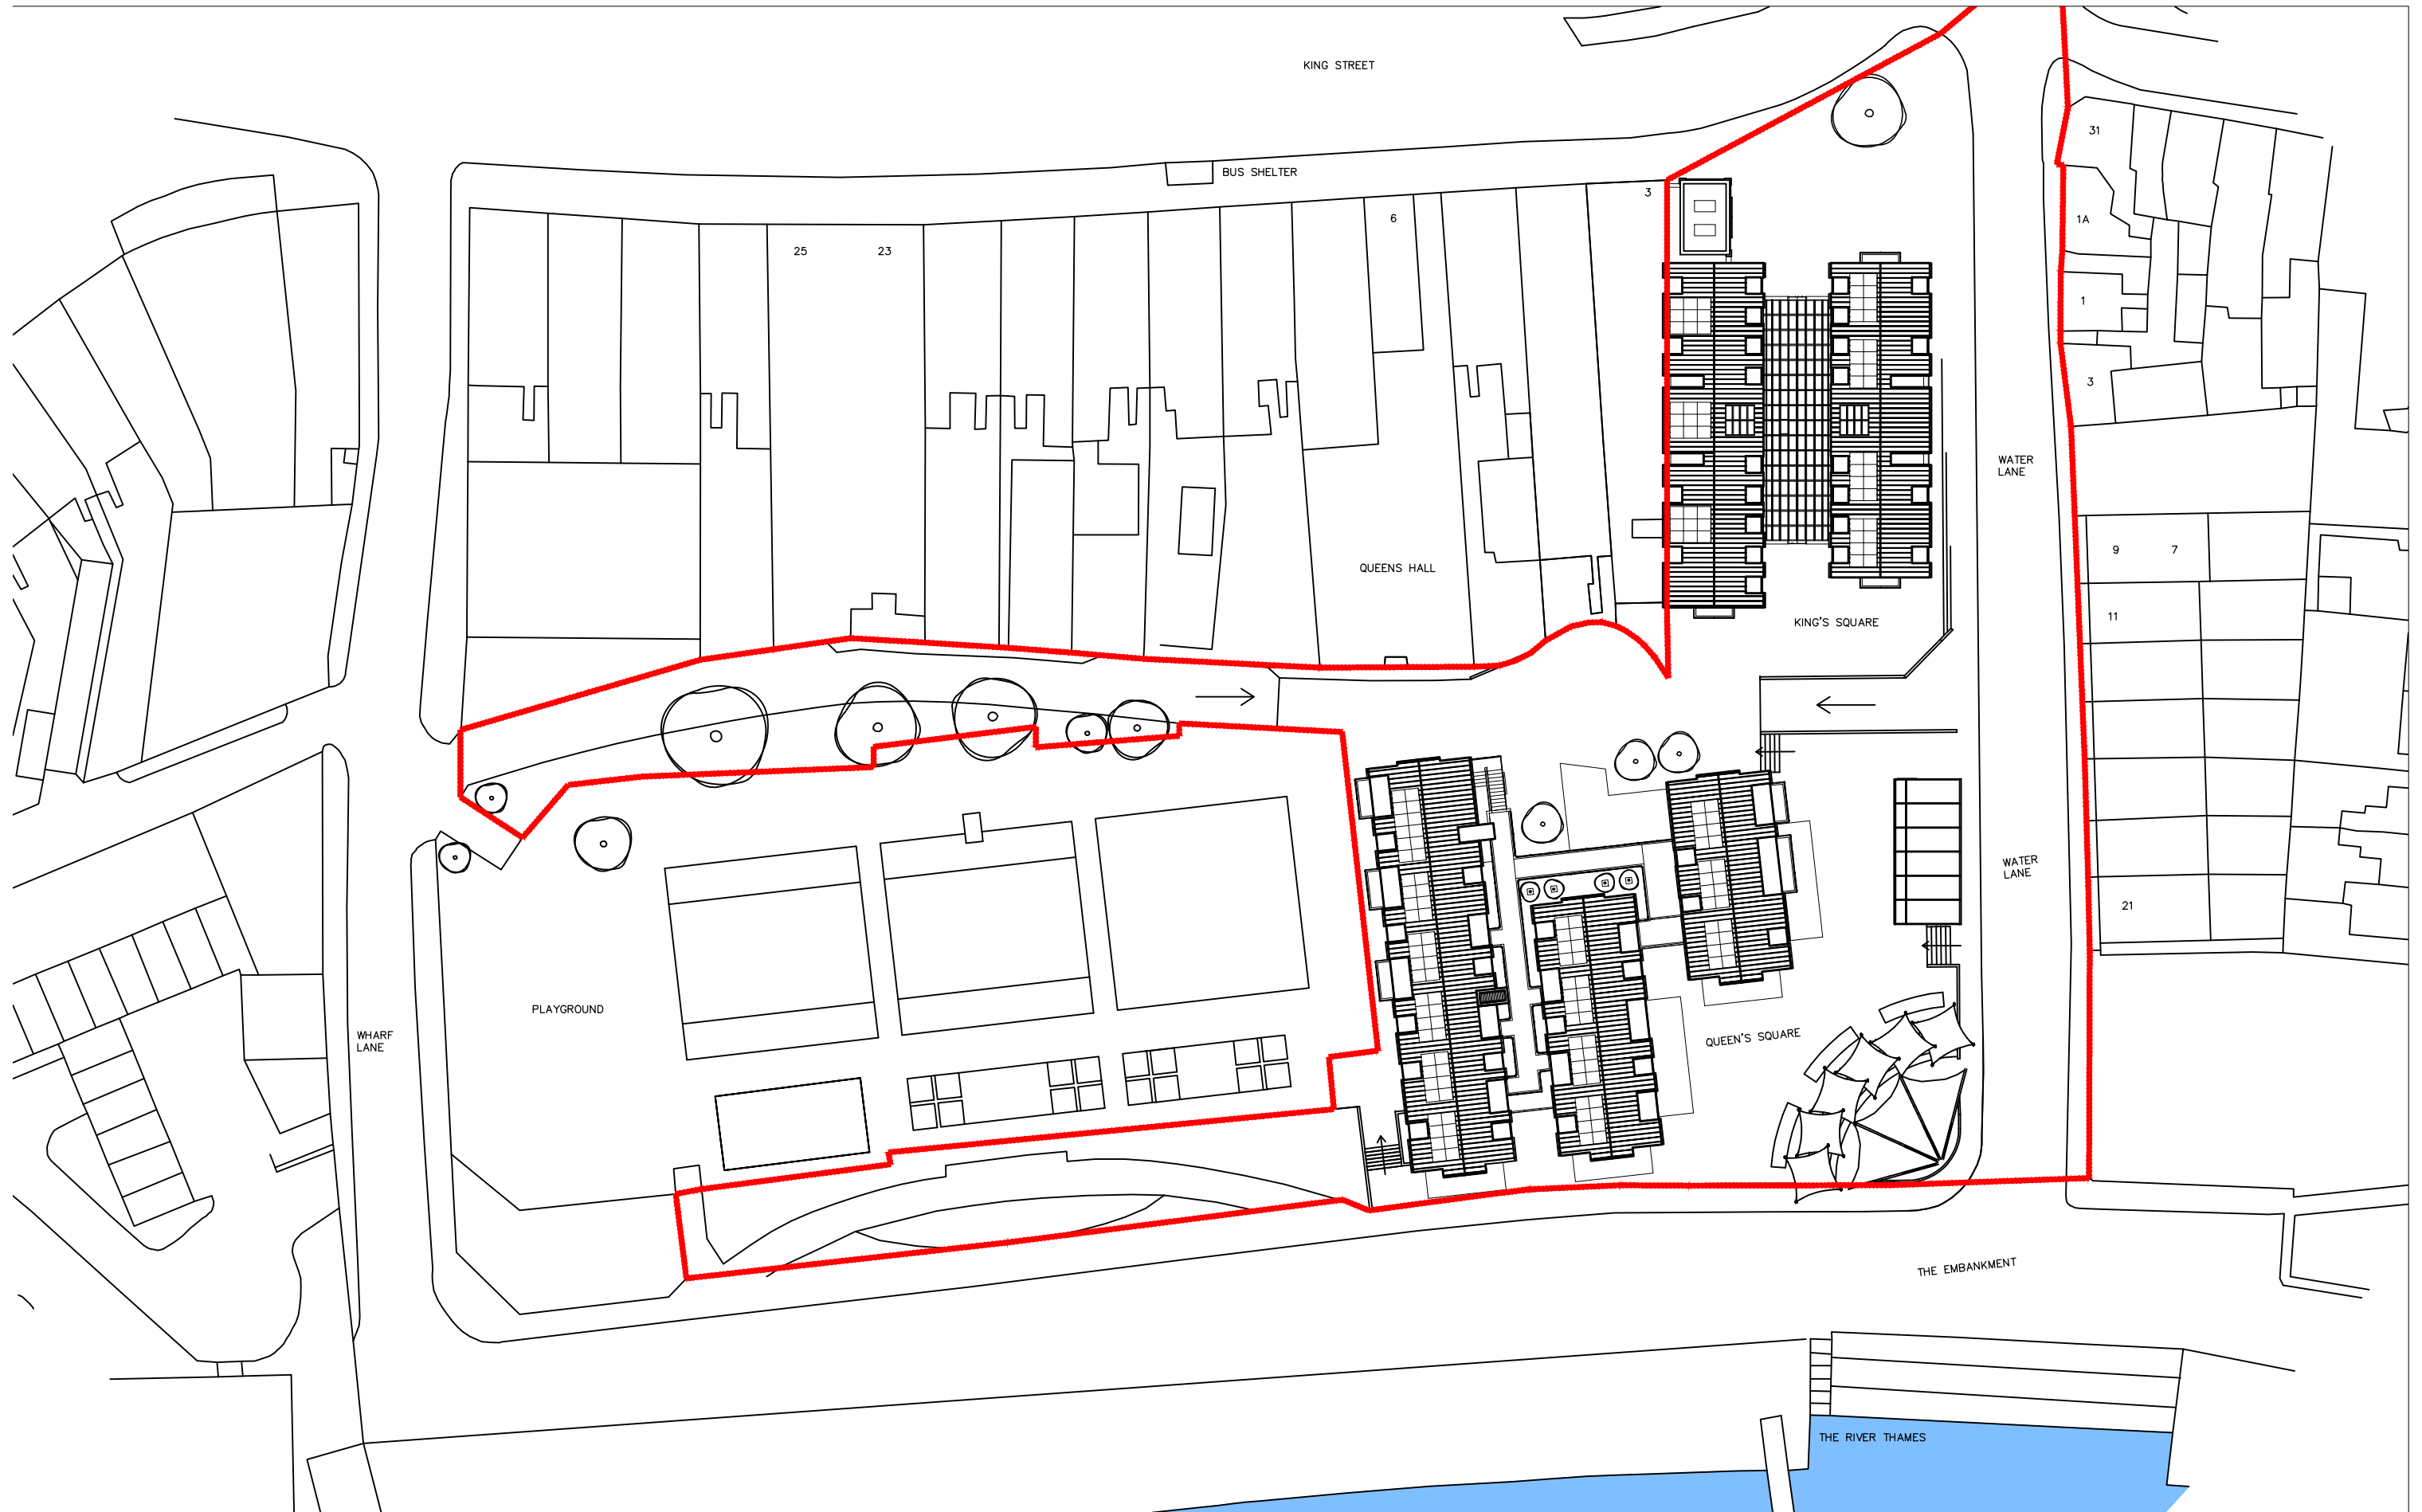 KING STREET
31
BUS SHELTER
3
6
1A
25
23
1
3
WATER
LANE
9
7
QUEENS HALL
11
KING'S SQUARE
WATER
LANE
21
PLAYGROUND
WHARF
LANE
QUEEN'S SQUARE
THE EMBANKMENT
THE RIVER THAMES